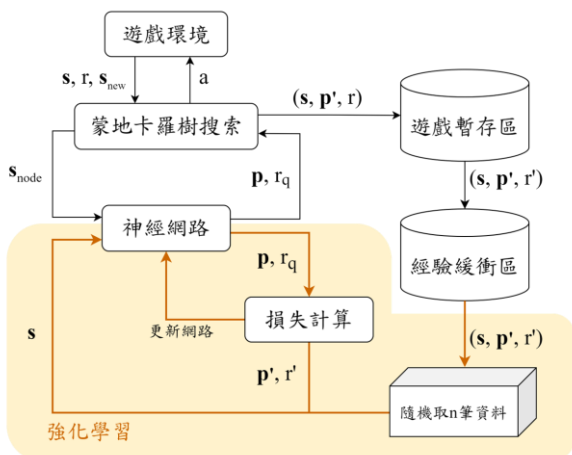 遊戲環境
s, r, s_new
a
(s, p', r)
蒙地卡羅樹搜索
遊戲暫存區
s_node
p, r_q
(s, p', r')
神經網路
p, r_q
經驗緩衝區
損失計算
更新網路
(s, p', r')
s
p', r'
隨機取n筆資料
強化學習